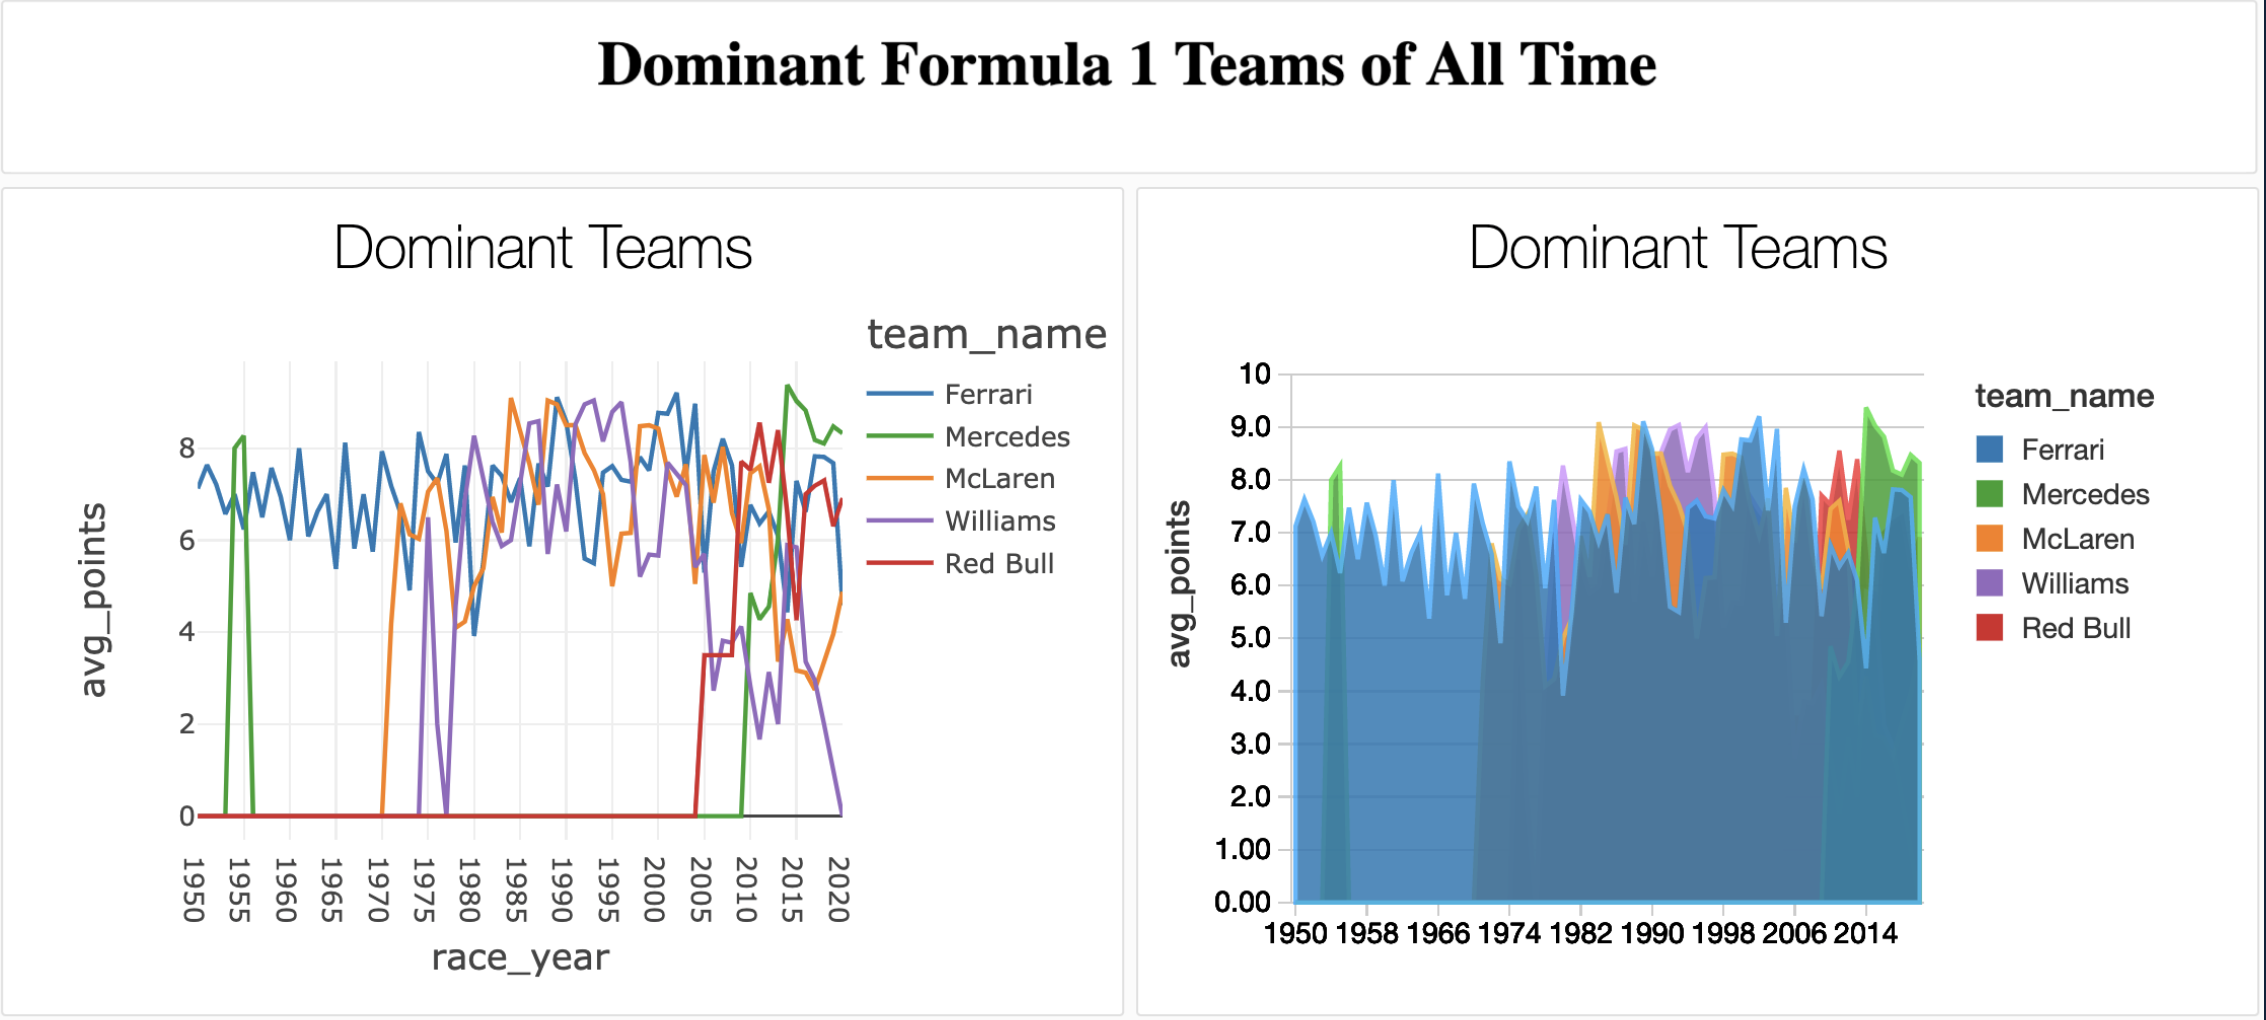 Dominant Formula 1 Teams of All Time
Dominant Teams
team_name
Ferrari
Mercedes
McLaren
Williams
Red Bull
avg_points
8
6
4
2
0
1950 1955 1960 1965 1970 1975 1980 1985 1990 1995 2000 2005 2010 2015 2020
race_year
Dominant Teams
team_name
Ferrari
Mercedes
McLaren
Williams
Red Bull
avg_points
10
9.0
8.0
7.0
6.0
5.0
4.0
3.0
2.0
1.00
0.00
1950 1958 1966 1974 1982 1990 1998 2006 2014